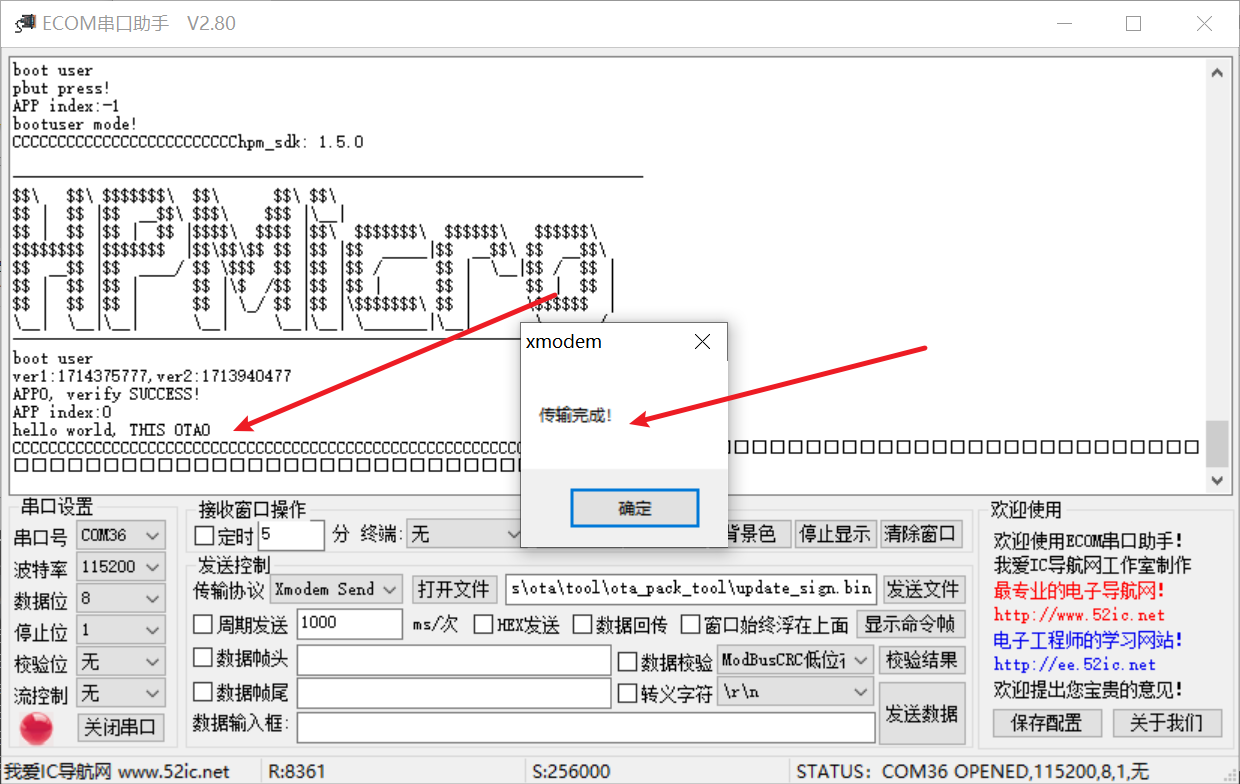 ECOM串口助手 V2.80
boot user
pbut press!
APP index:-1
bootuser mode!
CCCCCCCCCCCCCCCCCCCCCCCCChpm_sdk: 1.5.0
boot user
ver1:1714375777,ver2:1713940477
APP0, verify SUCCESS!
APP index:0
hello world, THIS OTA0
xmodem
传输完成!
确定
串口设置
串口号 COM36
波特率 115200
数据位 8
停止位 1
校验位 无
流控制 无
关闭串口
接收窗口操作
定时 5 分 终端: 无 背景色 停止显示 清除窗口
发送控制
传输协议 Xmodem Send 打开文件 s\ota\tool\ota_pack_tool\update_sign.bin 发送文件
周期发送 1000 ms/次 HEX发送 数据回传 窗口始终浮在上面 显示命令帧
数据帧头 数据校验 ModBusCRC低位 校验结果
数据帧尾 转义字符 \r\n
数据输入框: 发送数据
欢迎使用
欢迎使用ECOM串口助手!
我爱IC导航网工作室制作
最专业的电子导航网!
http://www.52ic.net
电子工程师的学习网站!
http://ee.52ic.net
欢迎提出您宝贵的意见!
保存配置 关于我们
我爱IC导航网 www.52ic.net R:8361 S:256000 STATUS: COM36 OPENED,115200,8,1,无